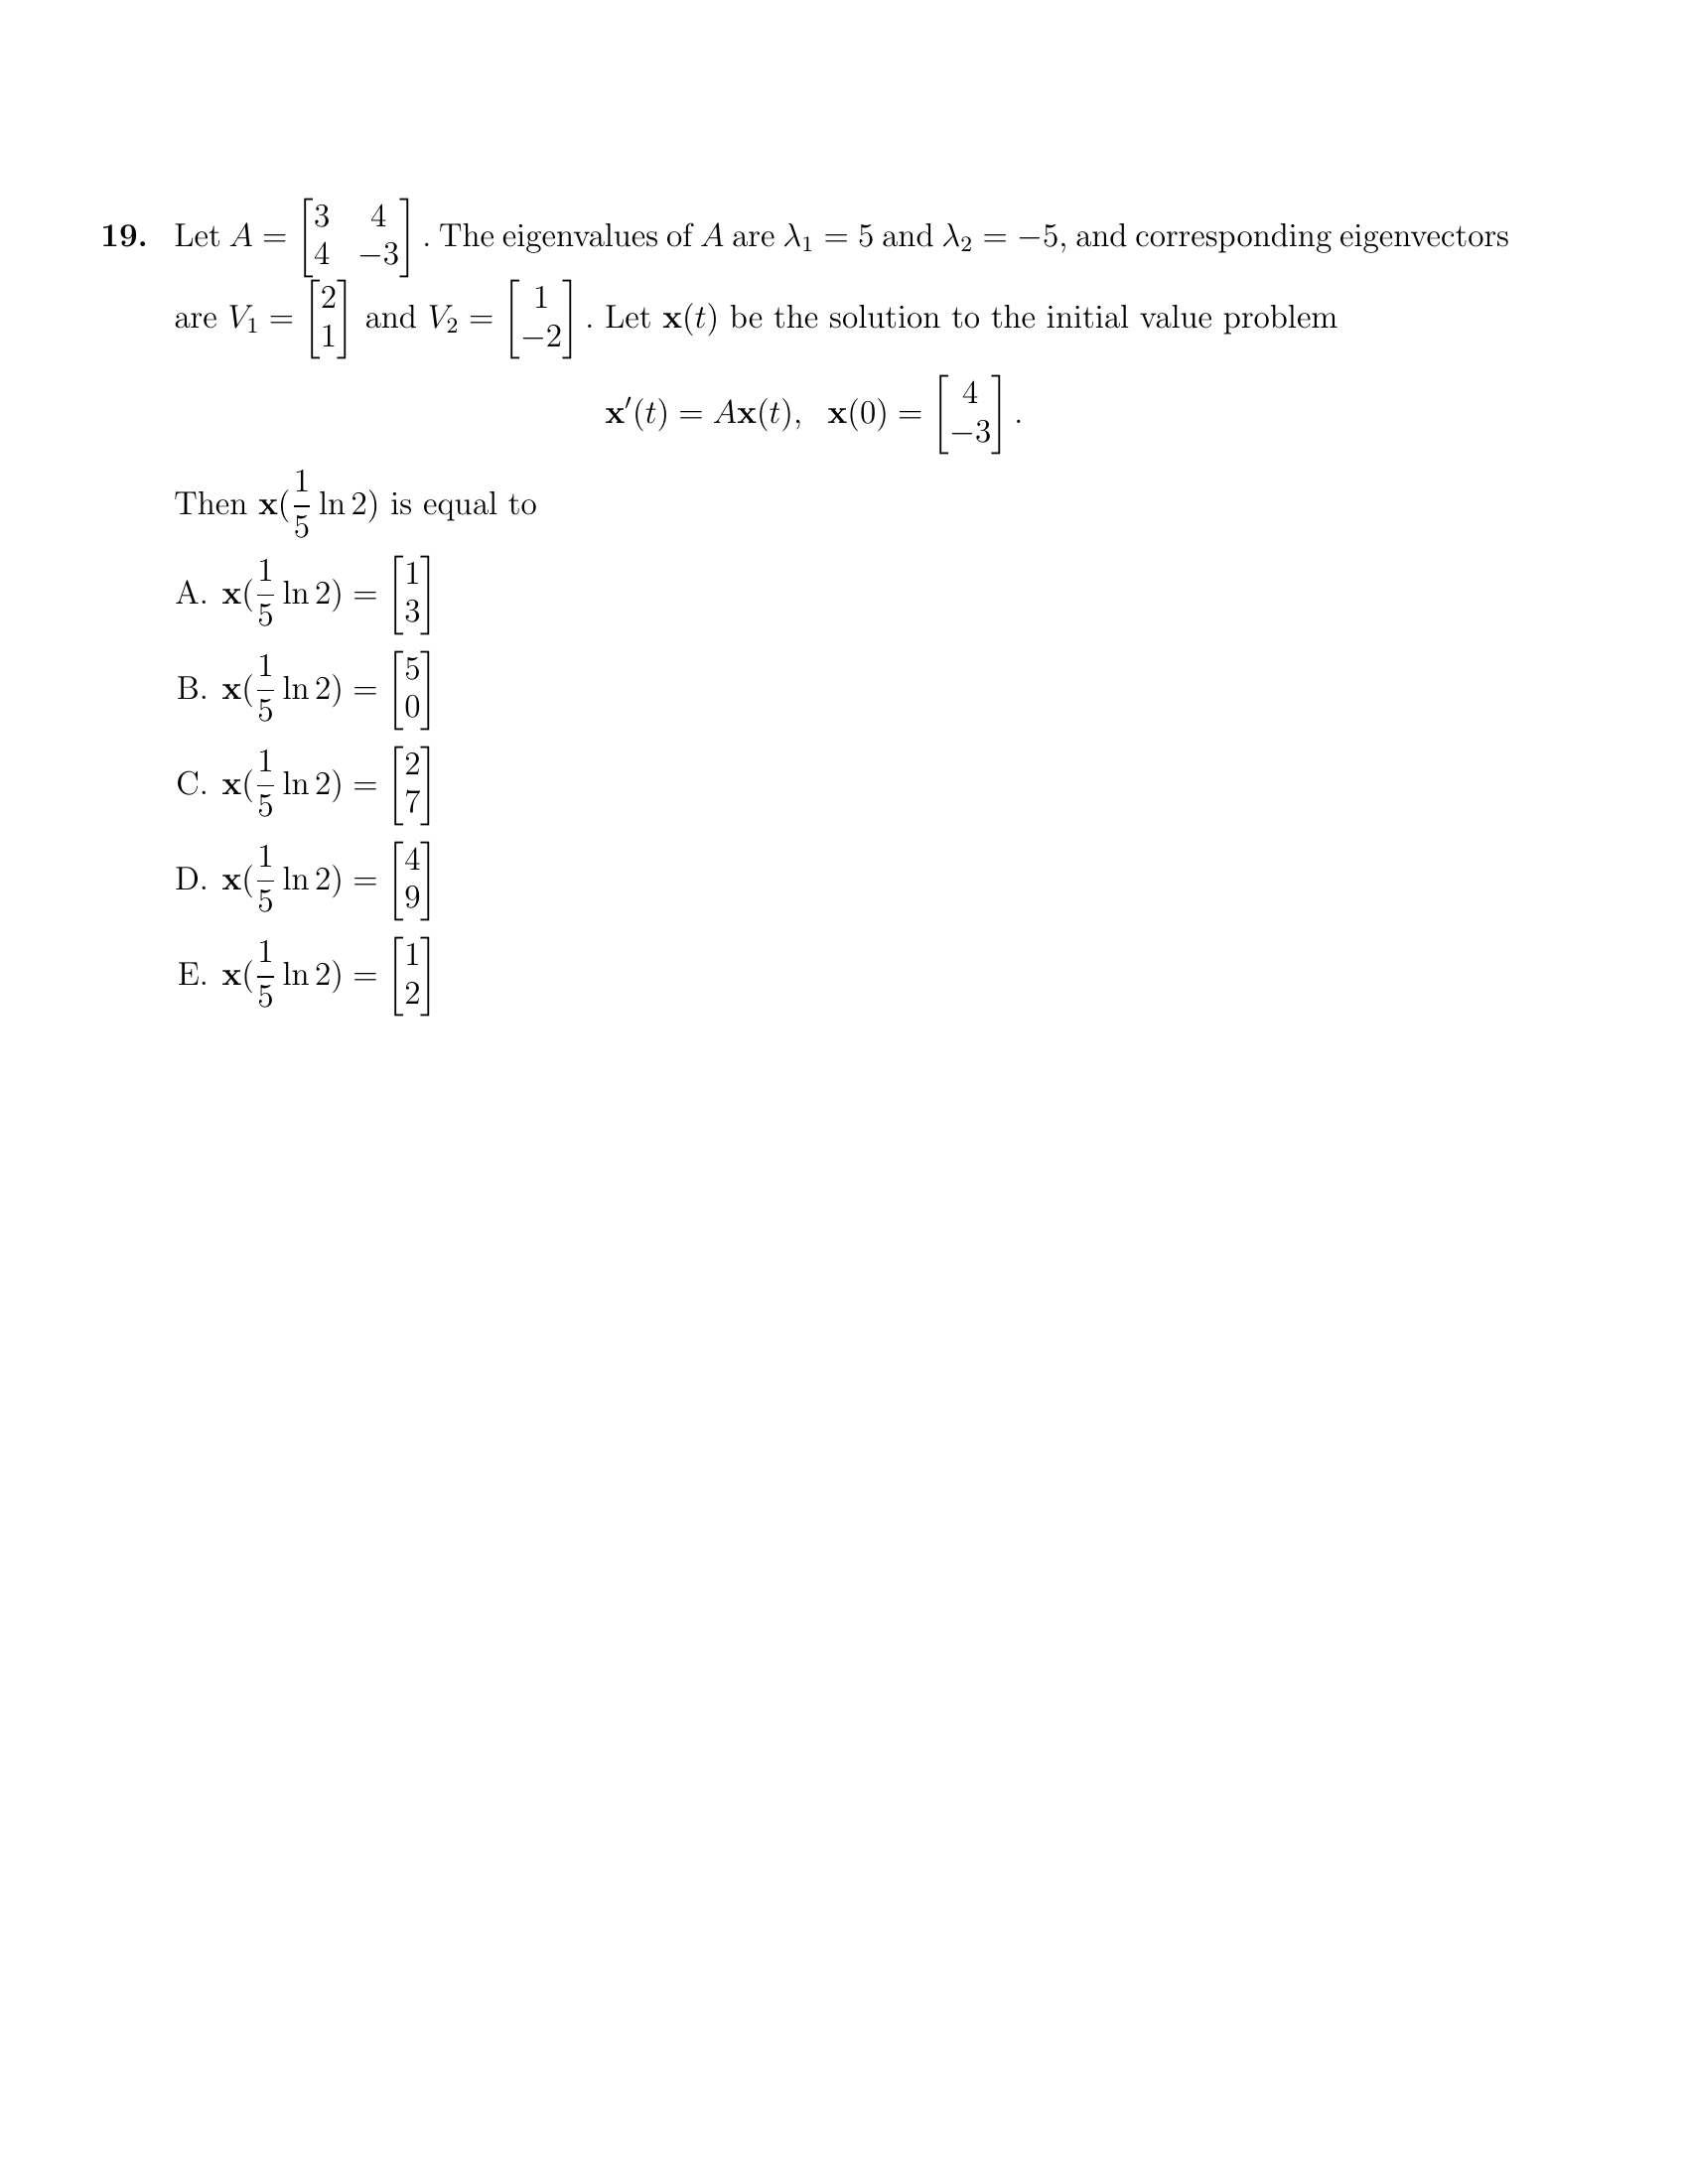 19. Let $A = \begin{bmatrix} 3 & 4 \\ 4 & -3 \end{bmatrix}$. The eigenvalues of $A$ are $\lambda_1 = 5$ and $\lambda_2 = -5$, and corresponding eigenvectors
are $V_1 = \begin{bmatrix} 2 \\ 1 \end{bmatrix}$ and $V_2 = \begin{bmatrix} 1 \\ -2 \end{bmatrix}$. Let $\mathbf{x}(t)$ be the solution to the initial value problem
$\mathbf{x}'(t) = A\mathbf{x}(t), \ \ \mathbf{x}(0) = \begin{bmatrix} 4 \\ -3 \end{bmatrix}.$
Then $\mathbf{x}(\frac{1}{5} \ln 2)$ is equal to
A. $\mathbf{x}(\frac{1}{5} \ln 2) = \begin{bmatrix} 1 \\ 3 \end{bmatrix}$
B. $\mathbf{x}(\frac{1}{5} \ln 2) = \begin{bmatrix} 5 \\ 0 \end{bmatrix}$
C. $\mathbf{x}(\frac{1}{5} \ln 2) = \begin{bmatrix} 2 \\ 7 \end{bmatrix}$
D. $\mathbf{x}(\frac{1}{5} \ln 2) = \begin{bmatrix} 4 \\ 9 \end{bmatrix}$
E. $\mathbf{x}(\frac{1}{5} \ln 2) = \begin{bmatrix} 1 \\ 2 \end{bmatrix}$